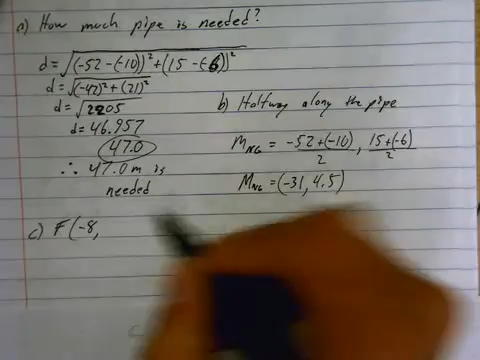 a) How much pipe is needed?
d = √(-52 - (-10))² + (15 - (-6))²
d = √(-42)² + (21)²
d = √2205
d = 46.957
47.0
∴ 47.0 m is
needed
b) Halfway along the pipe
M_NG = -52+(-10)/2, 15+(-6)/2
M_NG = (-31, 4.5)
c) F(-8,